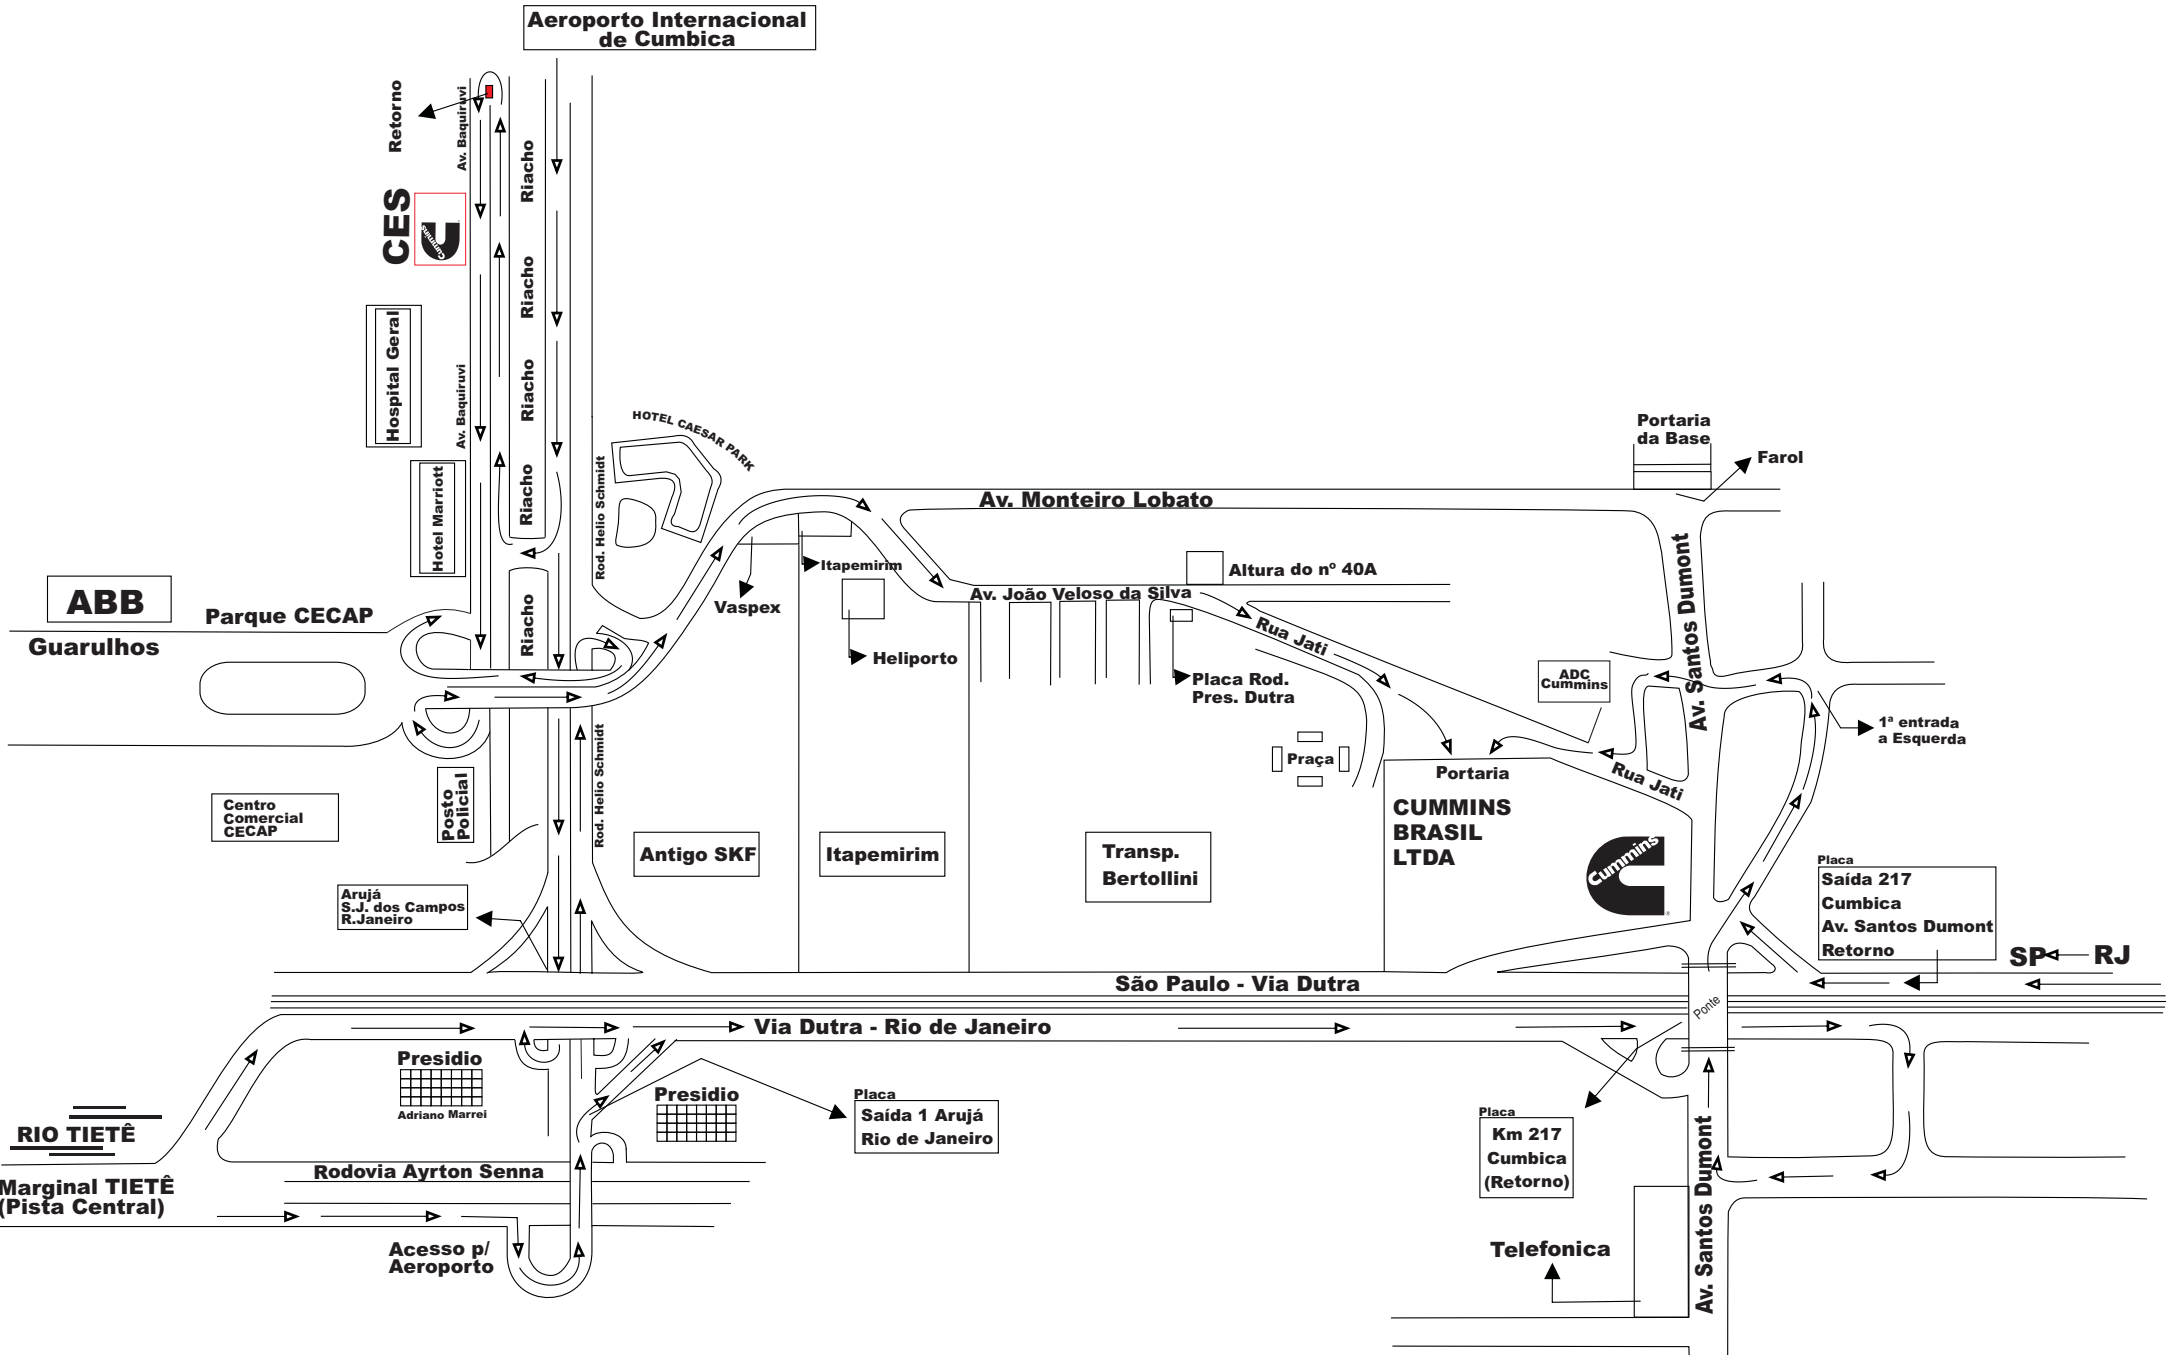 Aeroporto Internacional
de Cumbica
Retorno
Av. Baquiruvi
Riacho
CES
Cummins
Riacho
Hospital Geral
Av. Baquiruvi
Riacho
HOTEL CAESAR PARK
Hotel Marriott
Riacho
Rod. Helio Schmidt
Portaria
da Base
Farol
Av. Monteiro Lobato
Av. Santos Dumont
Itapemirim
Altura do nº 40A
ABB
Parque CECAP
Guarulhos
Riacho
Vaspex
Av. João Veloso da Silva
Rua Jati
Heliporto
Placa Rod.
Pres. Dutra
ADC
Cummins
1ª entrada
a Esquerda
Rod. Helio Schmidt
Praça
Portaria
Rua Jati
Posto
Policial
Centro
Comercial
CECAP
CUMMINS
BRASIL
LTDA
Cummins
®
Antigo SKF
Itapemirim
Transp.
Bertollini
Placa
Saída 217
Cumbica
Av. Santos Dumont
Retorno
Arujá
S.J. dos Campos
R.Janeiro
SP
RJ
São Paulo - Via Dutra
Ponte
Via Dutra - Rio de Janeiro
Presidio
Adriano Marrei
Presidio
Placa
Saída 1 Arujá
Rio de Janeiro
Placa
Km 217
Cumbica
(Retorno)
Av. Santos Dumont
RIO TIETÊ
Rodovia Ayrton Senna
Marginal TIETÊ
(Pista Central)
Acesso p/
Aeroporto
Telefonica